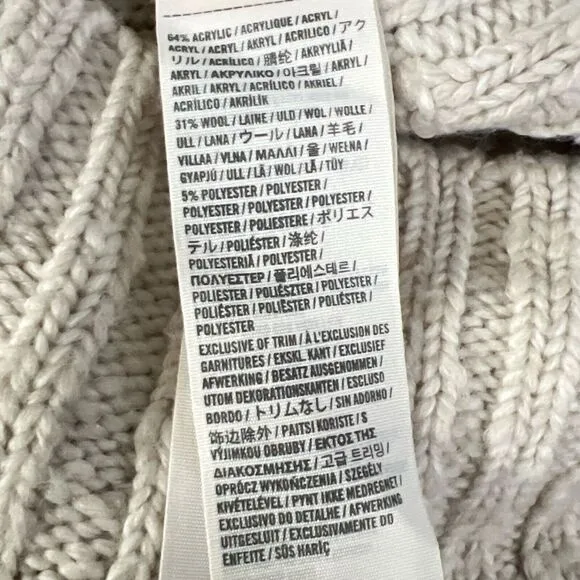 64% ACRYLIC / ACRYLIQUE / ACRYL /
ACRYL / ACRYL / AKRYL / ACRILICO / アク
リル / ACRÍLICO / 腈纶 / AKRYYLIÄ /
AKRYL / ΑΚΡΥΛΙΚΟ / 아크릴 / AKRYL /
AKRIL / AKRYL / ACRÍLICO / AKRIEL /
ACRÍLICO / AKRİLİK
31% WOOL / LAINE / ULD / WOL / WOLLE /
ULL / LANA / ウール / LANA / 羊毛 /
VILLAA / VLNA / ΜΑΛΛΙ / 울 / WEŁNA /
GYAPJÚ / ULL / LÃ / WOL / LÃ / TÜY
5% POLYESTER / POLYESTER /
POLYESTER / POLYESTER / POLYESTER /
POLYESTER / POLIESTERE / ポリエス
テル / POLIÉSTER / 涤纶 /
POLYESTERIÄ / POLYESTER /
ΠΟΛΥΕΣΤΕΡ / 폴리에스테르 /
POLIESTER / POLIÉSZTER / POLYESTER /
POLIÉSTER / POLYESTER / POLIÉSTER /
POLYESTER
EXCLUSIVE OF TRIM / À L'EXCLUSION DES
GARNITURES / EKSKL. KANT / EXCLUSIEF
AFWERKING / BESATZ AUSGENOMMEN /
UTOM DEKORATIONSKANTEN / ESCLUSO
BORDO / トリムなし / SIN ADORNO /
饰边除外 / PAITSI KORISTE / S
VÝJIMKOU OBRUBY / ΕΚΤΟΣ ΤΗΣ
ΔΙΑΚΟΣΜΗΣΗΣ / 고급 트리밍 /
OPRÓCZ WYKOŃCZENIA / SZEGÉLY
KIVÉTELÉVEL / PYNT IKKE MEDREGNET /
EXCLUSIVO DO DETALHE / AFWERKING
UITGESLUIT / EXCLUSIVAMENTE DO
ENFEITE / SÜS HARİÇ